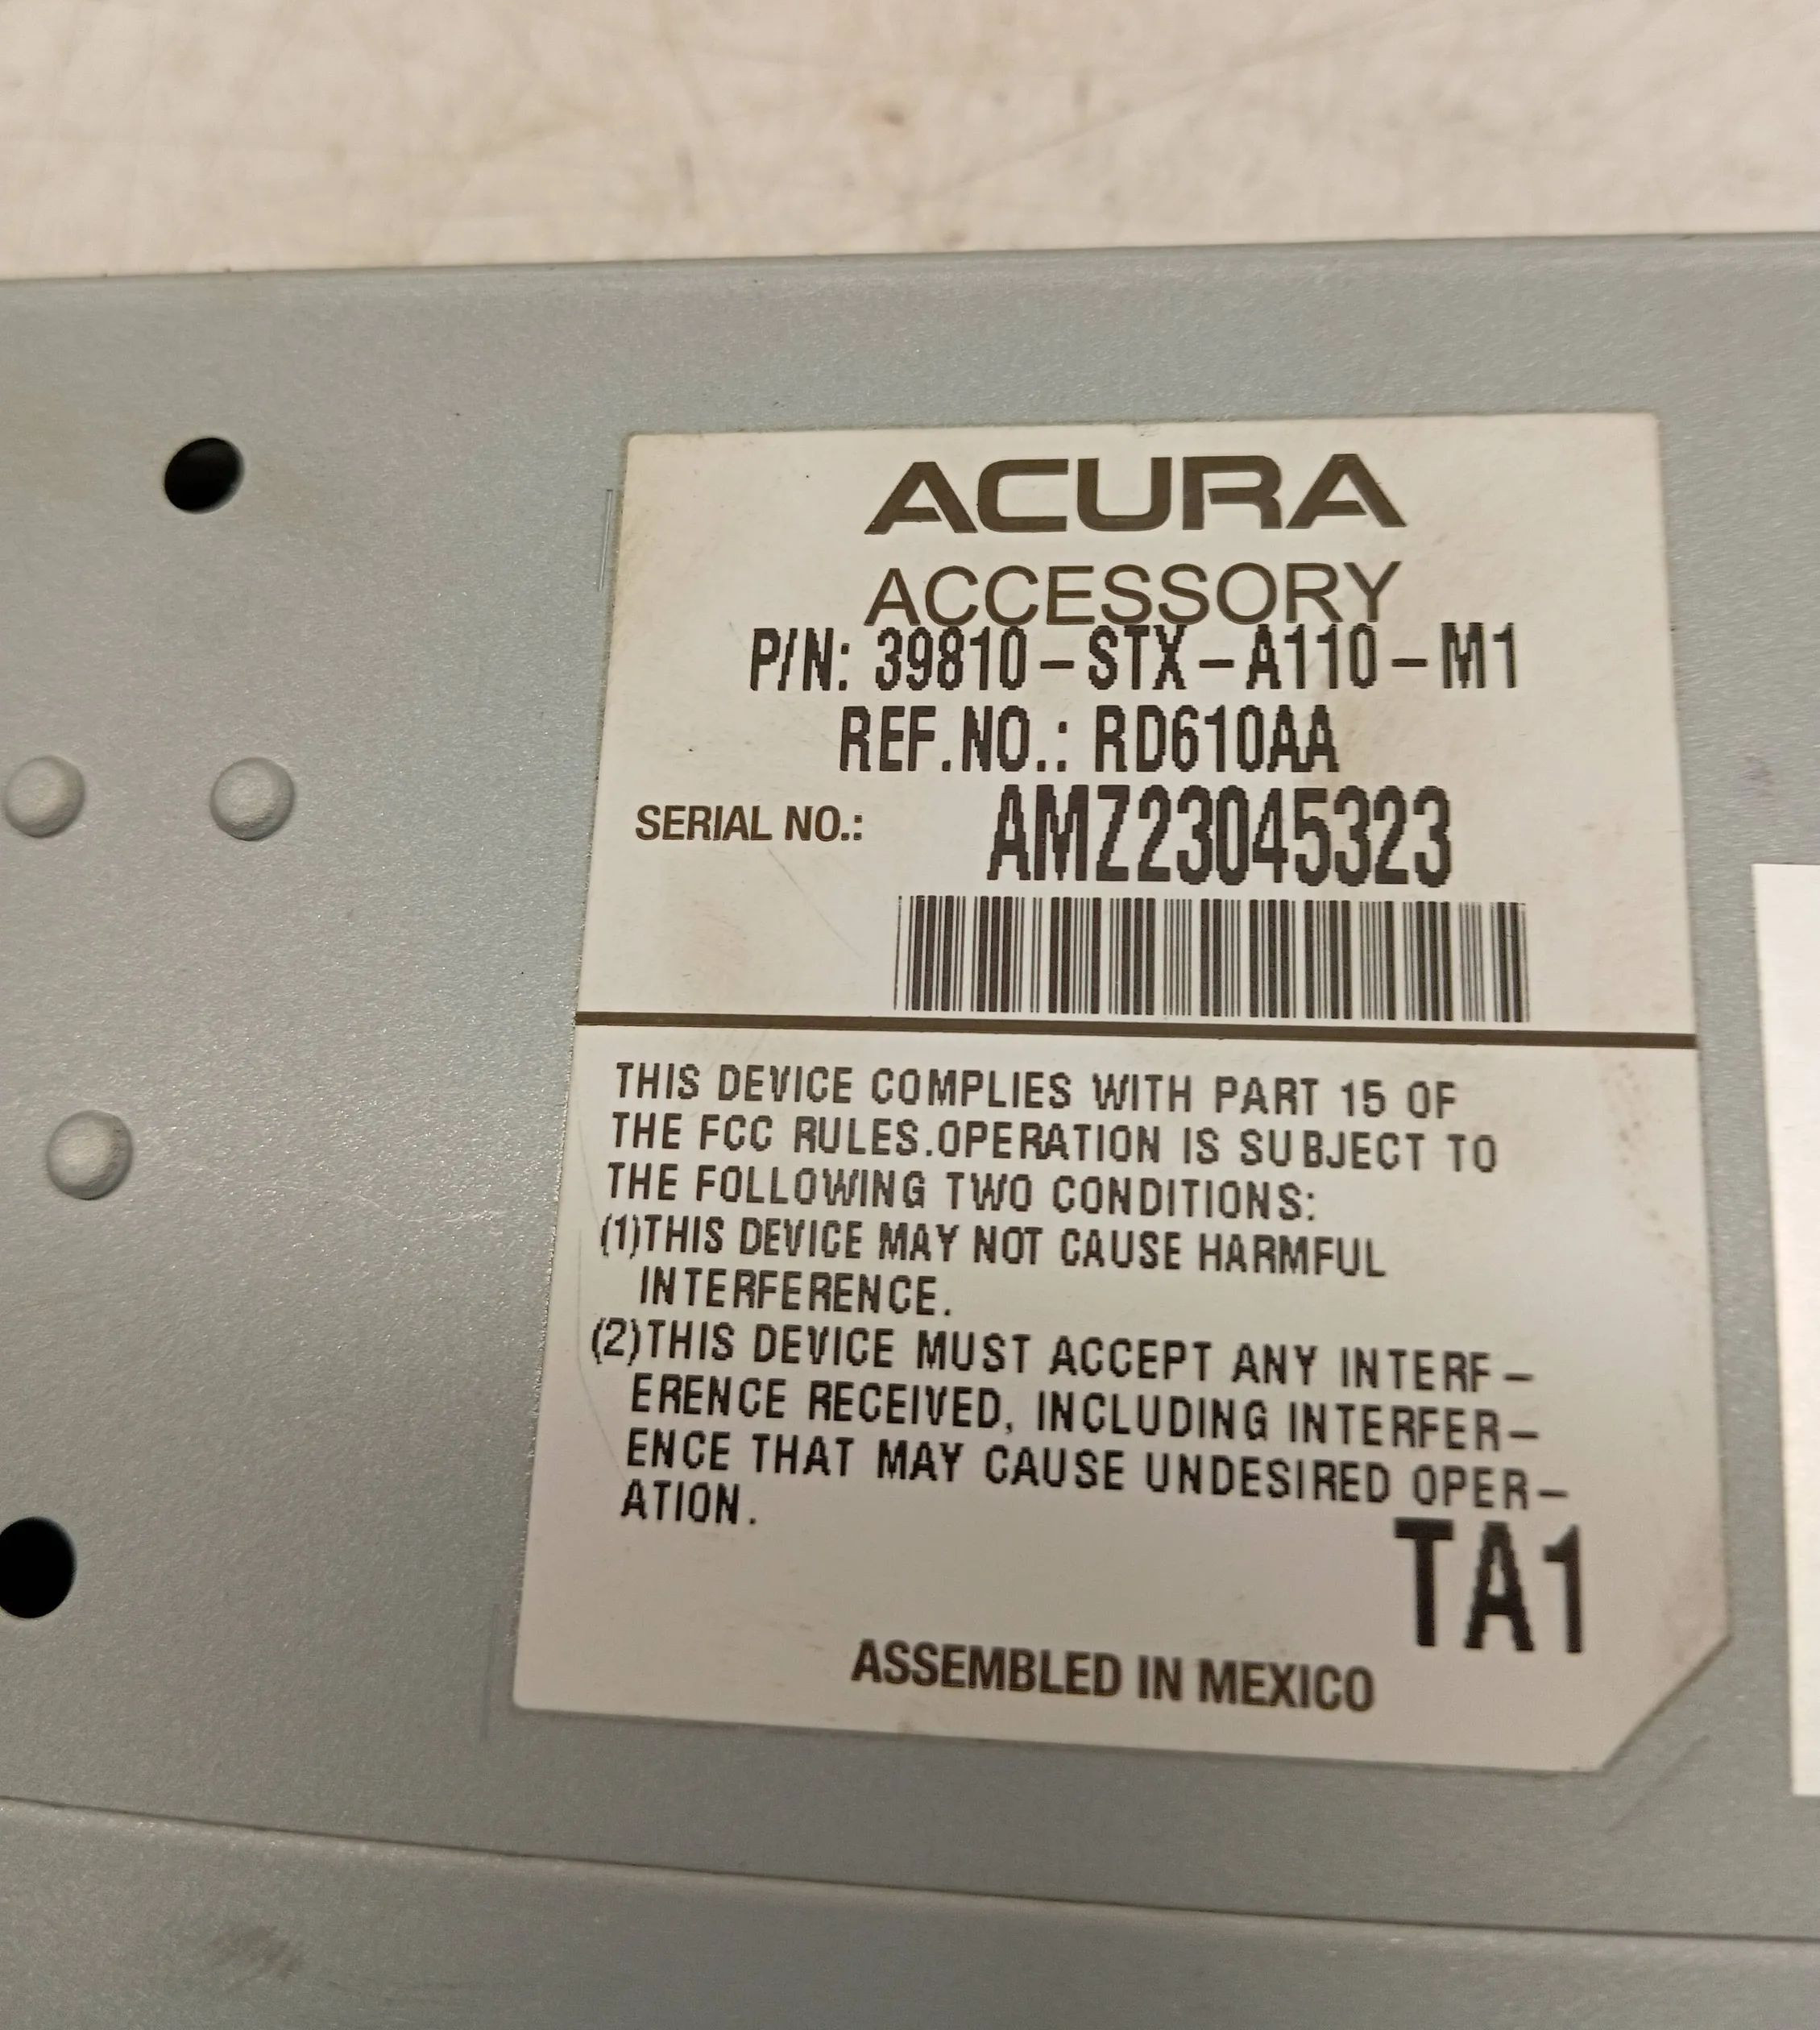 ACURA
ACCESSORY
P/N: 39810-STX-A110-M1
REF.NO.: RD610AA
SERIAL NO.: AMZ23045323
THIS DEVICE COMPLIES WITH PART 15 OF
THE FCC RULES.OPERATION IS SUBJECT TO
THE FOLLOWING TWO CONDITIONS:
(1)THIS DEVICE MAY NOT CAUSE HARMFUL
INTERFERENCE.
(2)THIS DEVICE MUST ACCEPT ANY INTERF-
ERENCE RECEIVED, INCLUDING INTERFER-
ENCE THAT MAY CAUSE UNDESIRED OPER-
ATION.
TA1
ASSEMBLED IN MEXICO